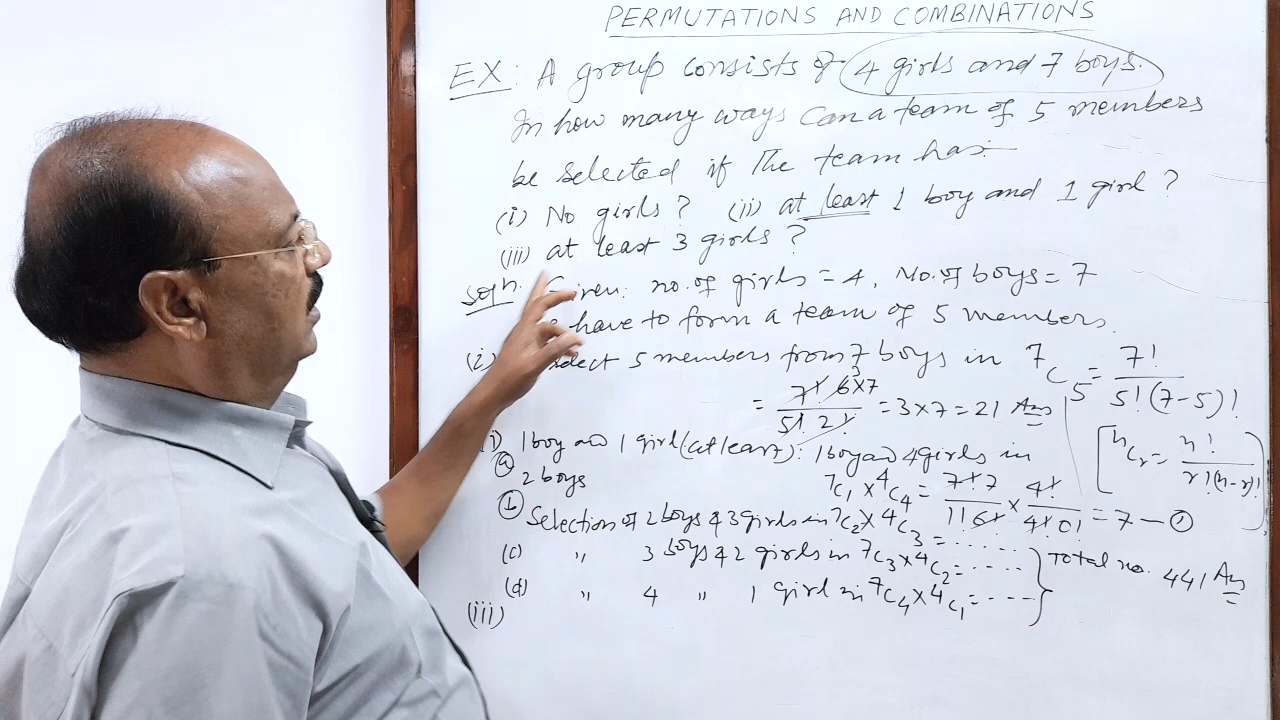 PERMUTATIONS AND COMBINATIONS
EX: A group consists of 4 girls and 7 boys.
In how many ways can a team of 5 members
be selected if The team has:
(i) No girls? (ii) at least 1 boy and 1 girl?
(iii) at least 3 girls?
Solⁿ. Given: no. of girls = 4, No. of boys = 7
have to form a team of 5 members.
(i) 5 members from 7 boys in ⁷C₅ = 7! / 5!(7-5)!
= 7! 6³×7 / 5! 2! = 3×7 = 21 Ans
1 boy and 1 girl (at least): 1 boy and 4 girls in [ⁿCᵣ = n! / r!(n-r)!]
(a) 2 boys ⁷C₁ × ⁴C₄ = 7!×7 / 1! 6! × 4! / 4! 0! = 7 — ①
(b) Selection of 2 boys & 3 girls in ⁷C₂ × ⁴C₃ = ......
(c) " 3 boys & 2 girls in ⁷C₃ × ⁴C₂ = ..... } Total no. 441 Ans
(d) " 4 " 1 girl in ⁷C₄ × ⁴C₁ = ----
(iii)